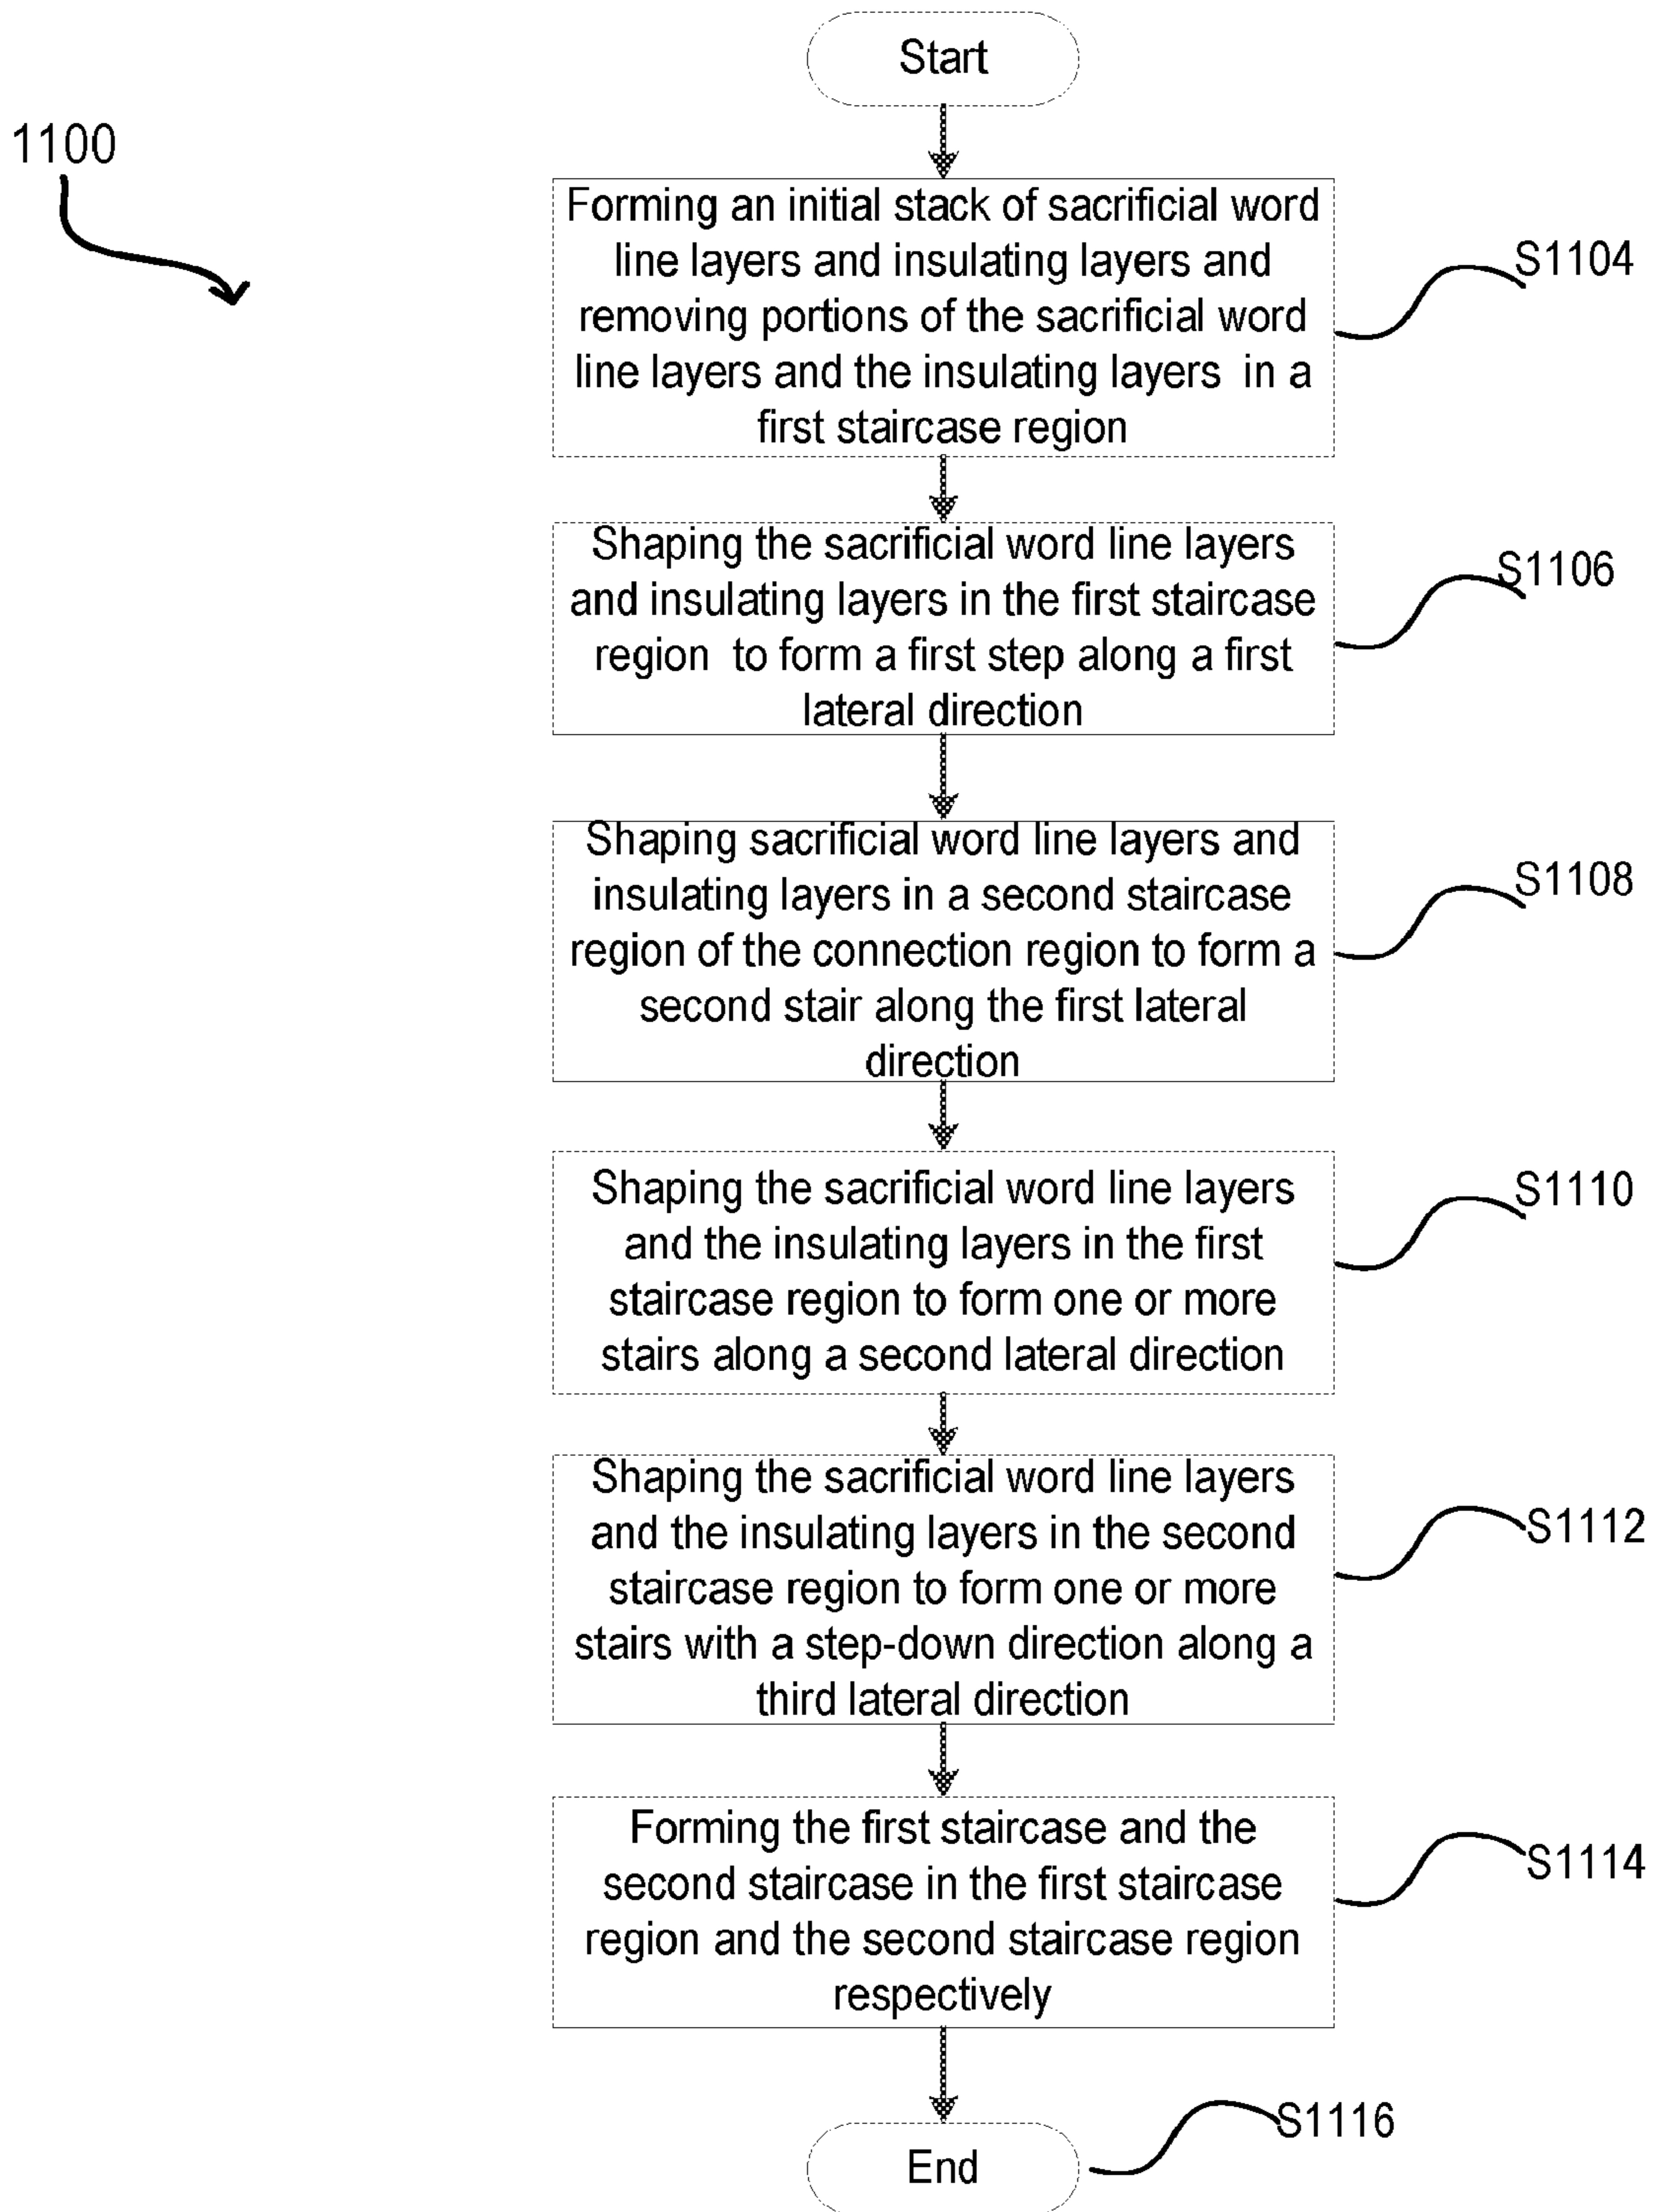 Start
1100
Forming an initial stack of sacrificial word
line layers and insulating layers and
removing portions of the sacrificial word
line layers and the insulating layers in a
first staircase region
S1104
Shaping the sacrificial word line layers
and insulating layers in the first staircase
region to form a first step along a first
lateral direction
S1106
Shaping sacrificial word line layers and
insulating layers in a second staircase
region of the connection region to form a
second stair along the first lateral
direction
S1108
Shaping the sacrificial word line layers
and the insulating layers in the first
staircase region to form one or more
stairs along a second lateral direction
S1110
Shaping the sacrificial word line layers
and the insulating layers in the second
staircase region to form one or more
stairs with a step-down direction along a
third lateral direction
S1112
Forming the first staircase and the
second staircase in the first staircase
region and the second staircase region
respectively
S1114
End
S1116